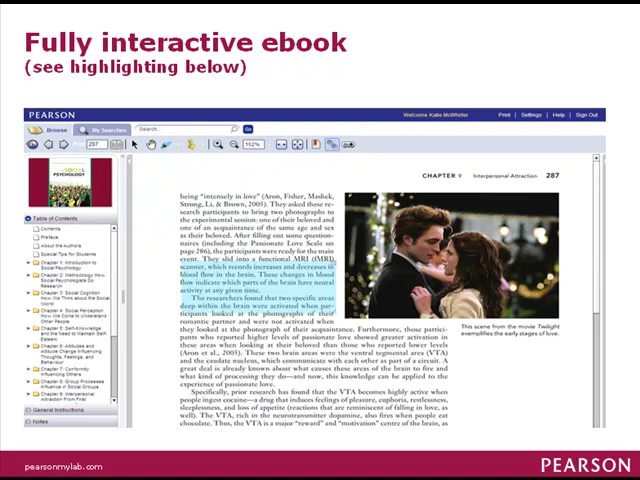 Fully interactive ebook
(see highlighting below)
PEARSON
Welcome Katie McWhirter
Print | Settings | Help | Sign Out
Browse
My Searches
Search...
Go
287
162%
CHAPTER 9 Interpersonal Attraction 287
SOCIAL
PSYCHOLOGY
Table of Contents
Contents
Preface
About the Authors
Special Tips for Students
Chapter 1: Introduction to
Social Psychology
Chapter 2: Methodology How
Social Psychologists Do
Research
Chapter 3: Social Cognition
How We Think about the Social
World
Chapter 4: Social Perception
How We Come to Understand
Other People
Chapter 5: Self-Knowledge
and the Need to Maintain Self-
Esteem
Chapter 6: Attitudes and
Attitude Change Influencing
Thoughts, Feelings, and
Behaviour
Chapter 7: Conformity
Influencing Others
Chapter 8: Group Processes
Influence in Social Groups
Chapter 9: Interpersonal
Attraction From First
General Instructions
Notes
being “intensely in love” (Aron, Fisher, Mashek,
Strong, Li, & Brown, 2005). They asked these re-
search participants to bring two photographs to
the experimental session: one of their beloved and
one of an acquaintance of the same age and sex
as their beloved. After filling out some question-
naires (including the Passionate Love Scale on
page 286), the participants were ready for the main
event. They slid into a functional MRI (fMRI)
scanner, which records increases and decreases in
blood flow in the brain. These changes in blood
flow indicate which parts of the brain have neural
activity at any given time.
The researchers found that two specific areas
deep within the brain were activated when par-
ticipants looked at the photographs of their
romantic partner and were not activated when
they looked at the photograph of their acquaintance. Furthermore, those partici-
pants who reported higher levels of passionate love showed greater activation in
these areas when looking at their beloved than those who reported lower levels
(Aron et al., 2005). These two brain areas were the ventral tegmental area (VTA)
and the caudate nucleus, which communicate with each other as part of a circuit. A
great deal is already known about what causes these areas of the brain to fire and
what kind of processing they do—and now, this knowledge can be applied to the
experience of passionate love.
Specifically, prior research has found that the VTA becomes highly active when
people ingest cocaine—a drug that induces feelings of pleasure, euphoria, restlessness,
sleeplessness, and loss of appetite (reactions that are reminiscent of falling in love, as
well). The VTA, rich in the neurotransmitter dopamine, also fires when people eat
chocolate. Thus, the VTA is a major “reward” and “motivation” centre of the brain, as
This scene from the movie Twilight
exemplifies the early stages of love.
pearsonmylab.com
PEARSON